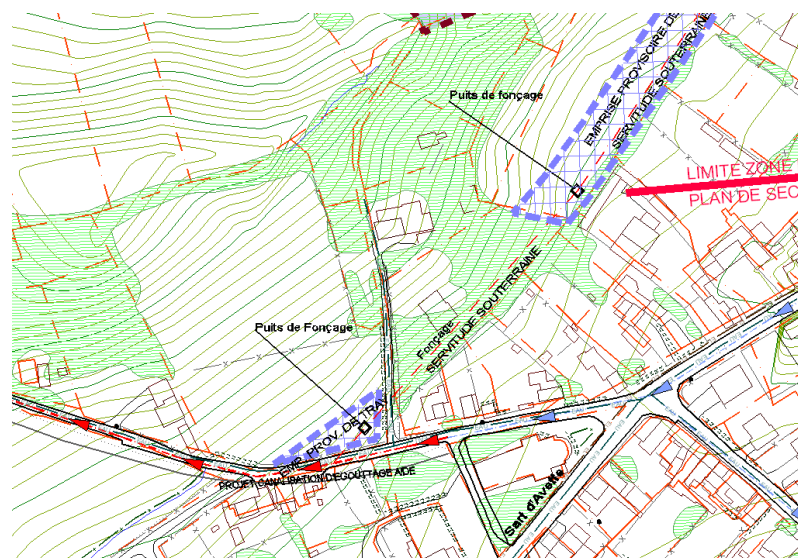 EMPRISE PROVISOIRE DE
SERVITUDE SOUTERRAINE
Puits de fonçage
LIMITE ZONE
PLAN DE SEC
Puits de Fonçage
Fonçage
SERVITUDE SOUTERRAINE
EMP. PROV. DE TRAV
PROJET CANALISATION D'EGOUTTAGE AIDE
Sart d'Avette